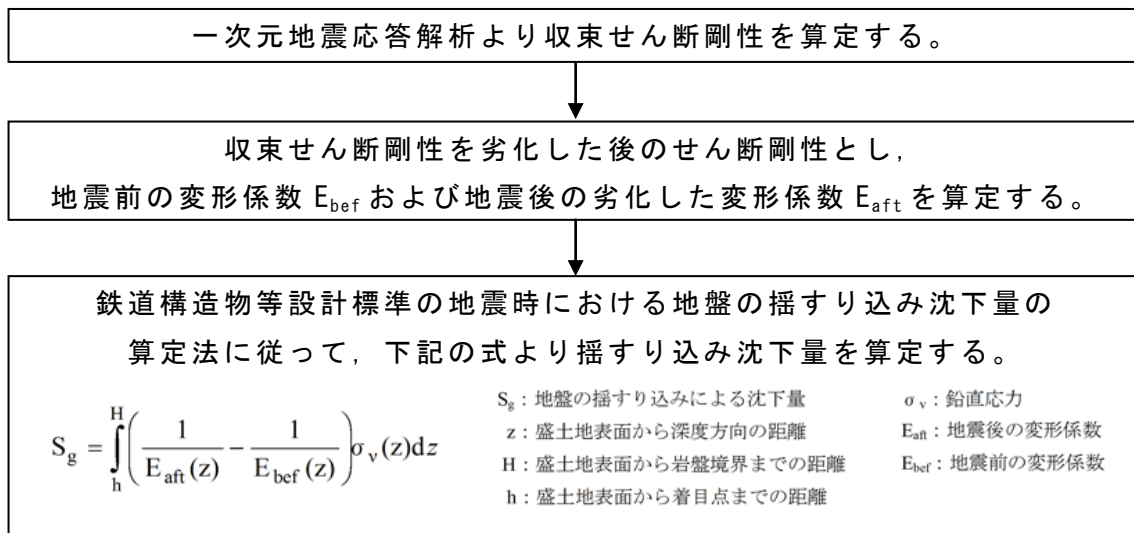 一次元地震応答解析より収束せん断剛性を算定する。
収束せん断剛性を劣化した後のせん断剛性とし,
地震前の変形係数 E_bef および地震後の劣化した変形係数 E_aft を算定する。
鉄道構造物等設計標準の地震時における地盤の揺すり込み沈下量の
算定法に従って, 下記の式より揺すり込み沈下量を算定する。
S_g = ∫_h^H ( 1/E_aft(z) − 1/E_bef(z) ) σ_v(z)dz
S_g：地盤の揺すり込みによる沈下量
z：盛土地表面から深度方向の距離
H：盛土地表面から岩盤境界までの距離
h：盛土地表面から着目点までの距離
σ_v：鉛直応力
E_aft：地震後の変形係数
E_bef：地震前の変形係数